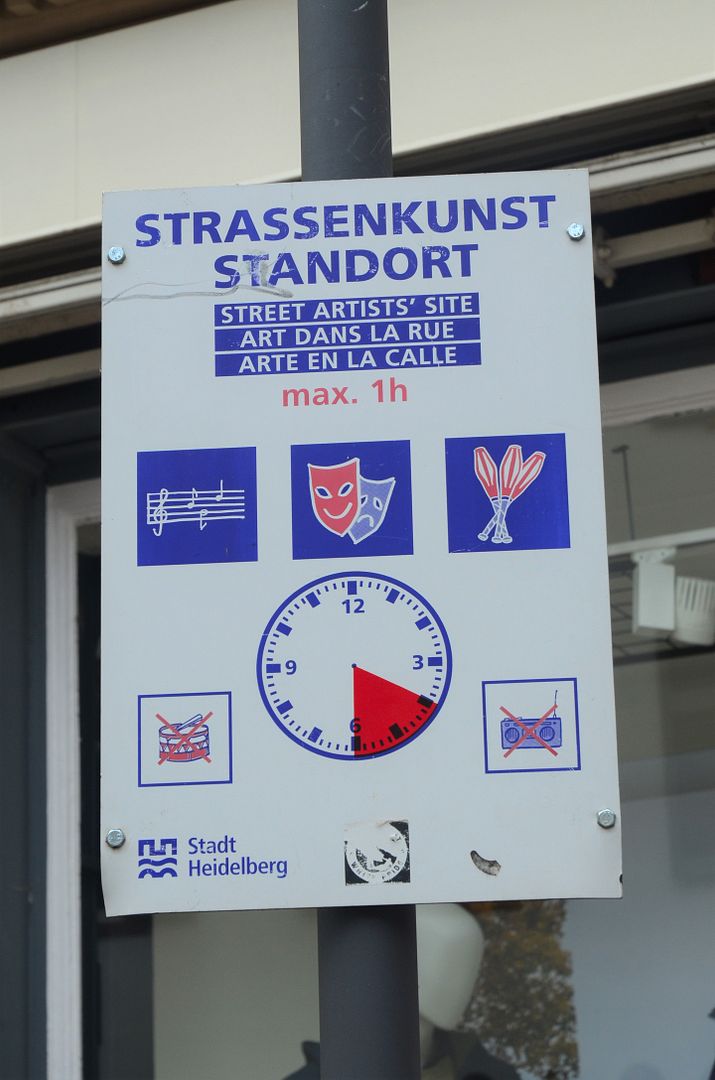 STRASSENKUNST
STANDORT
STREET ARTISTS' SITE
ART DANS LA RUE
ARTE EN LA CALLE
max. 1h
12
9
3
6
Stadt
Heidelberg